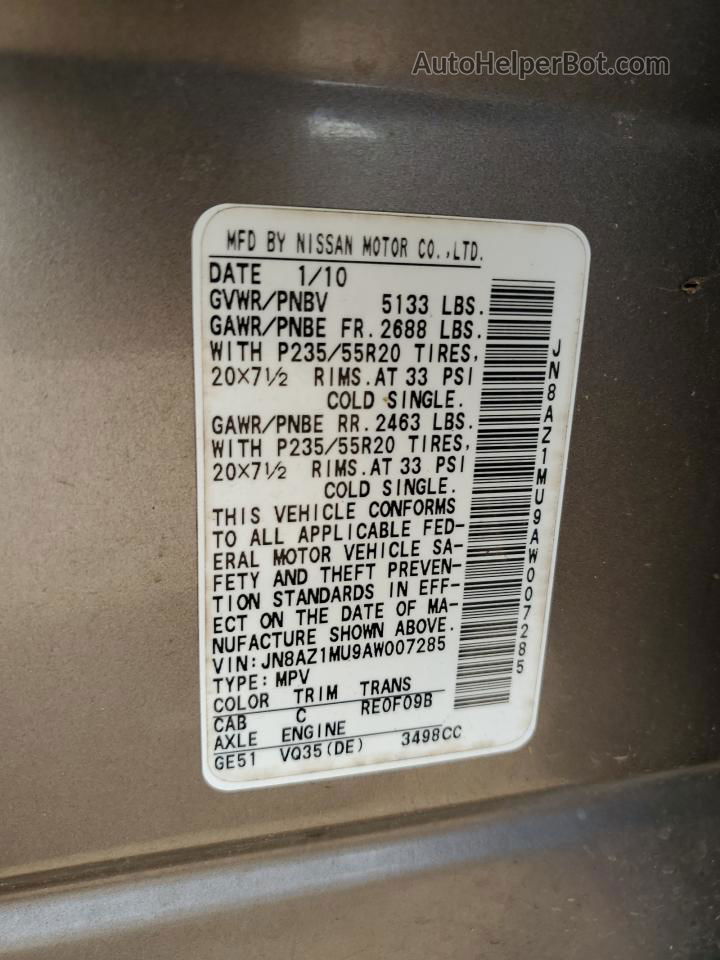 AutoHelperBot.com
MFD BY NISSAN MOTOR CO.,LTD.
DATE 1/10
GVWR/PNBV 5133 LBS.
GAWR/PNBE FR.2688 LBS.
WITH P235/55R20 TIRES,
20×7½ RIMS.AT 33 PSI
COLD SINGLE.
GAWR/PNBE RR.2463 LBS.
WITH P235/55R20 TIRES,
20×7½ RIMS.AT 33 PSI
COLD SINGLE.
THIS VEHICLE CONFORMS
TO ALL APPLICABLE FED-
ERAL MOTOR VEHICLE SA-
FETY AND THEFT PREVEN-
TION STANDARDS IN EFF-
ECT ON THE DATE OF MA-
NUFACTURE SHOWN ABOVE.
VIN:JN8AZ1MU9AW007285
TYPE:MPV
COLOR TRIM TRANS
CAB C RE0F09B
AXLE ENGINE
GE51 VQ35(DE) 3498CC
JN8AZ1MU9AW007285